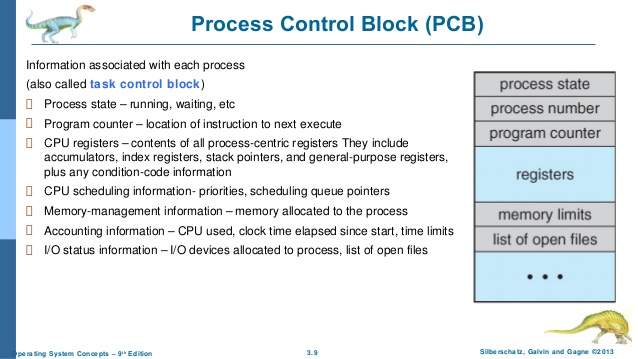 Process Control Block (PCB)
Information associated with each process
(also called task control block)
Process state – running, waiting, etc
Program counter – location of instruction to next execute
CPU registers – contents of all process-centric registers They include
accumulators, index registers, stack pointers, and general-purpose registers,
plus any condition-code information
CPU scheduling information- priorities, scheduling queue pointers
Memory-management information – memory allocated to the process
Accounting information – CPU used, clock time elapsed since start, time limits
I/O status information – I/O devices allocated to process, list of open files
process state
process number
program counter
registers
memory limits
list of open files
• • •
Operating System Concepts – 9th Edition
3.9
Silberschatz, Galvin and Gagne ©2013